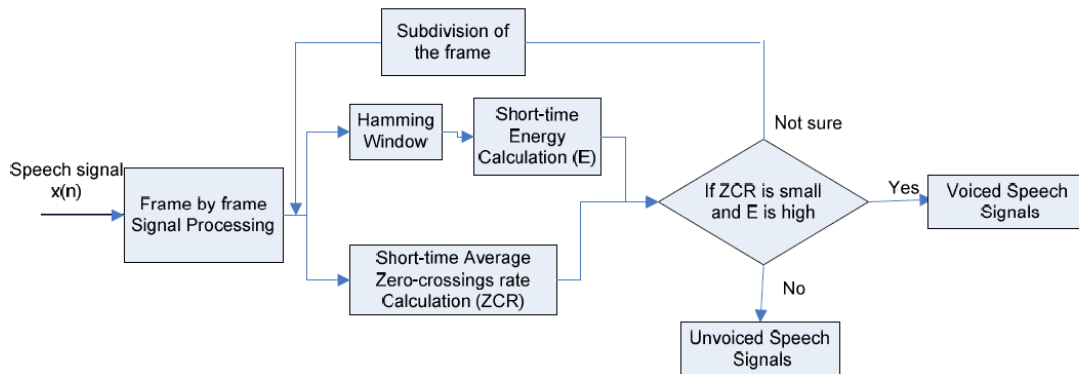 Subdivision of
the frame
Hamming
Window
Short-time
Energy
Calculation (E)
Not sure
Speech signal
x(n)
Frame by frame
Signal Processing
If ZCR is small
and E is high
Yes
Voiced Speech
Signals
Short-time Average
Zero-crossings rate
Calculation (ZCR)
No
Unvoiced Speech
Signals